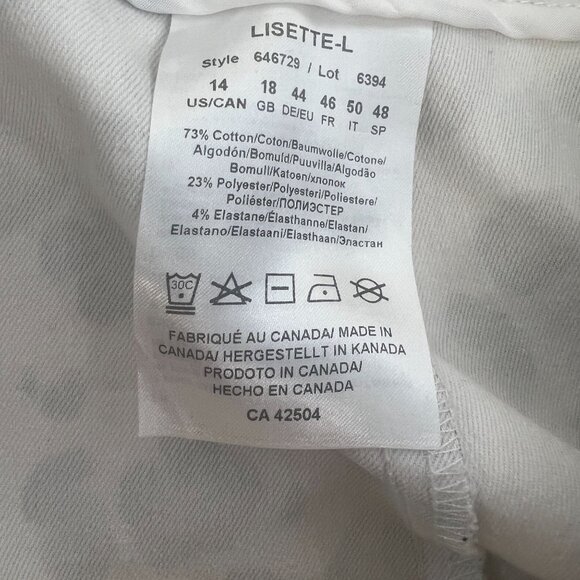 LISETTE-L
Style 646729 / Lot 6394
14 18 44 46 50 48
US/CAN GB DE/EU FR IT SP
73% Cotton/Coton/Baumwolle/Cotone/
Algodón/Bomuld/Puuvilla/Algodão
Bomull/Katoen/хлопок
23% Polyester/Polyesteri/Poliestere/
Poliéster/ПОЛИЭСТЕР
4% Elastane/Élasthanne/Elastan/
Elastano/Elastaani/Elasthaan/Эластан
30C
FABRIQUÉ AU CANADA/ MADE IN
CANADA/ HERGESTELLT IN KANADA
PRODOTO IN CANADA/
HECHO EN CANADA
CA 42504